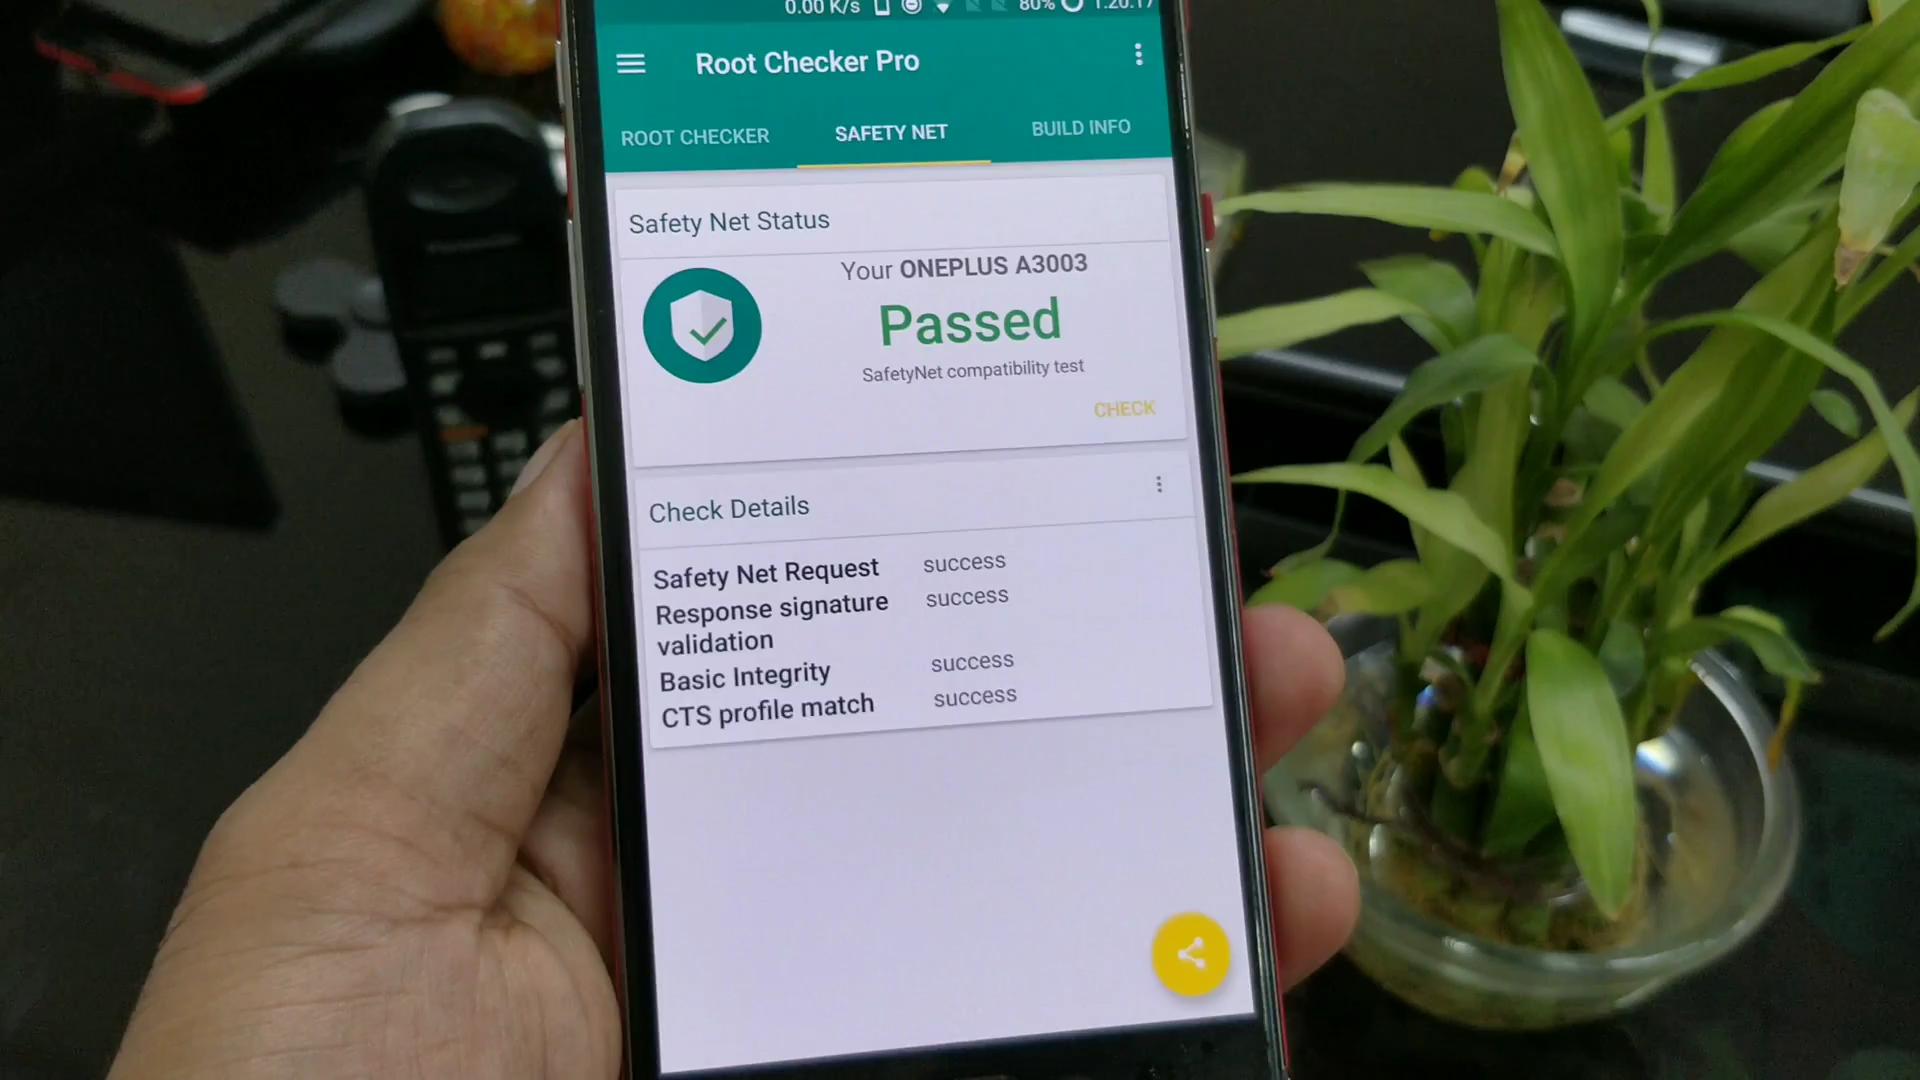 0.00 K/s 80% 1:20:17
Root Checker Pro
ROOT CHECKER SAFETY NET BUILD INFO
Safety Net Status
Your ONEPLUS A3003
Passed
SafetyNet compatibility test
CHECK
Check Details
Safety Net Request success
Response signature success
validation
Basic Integrity success
CTS profile match success